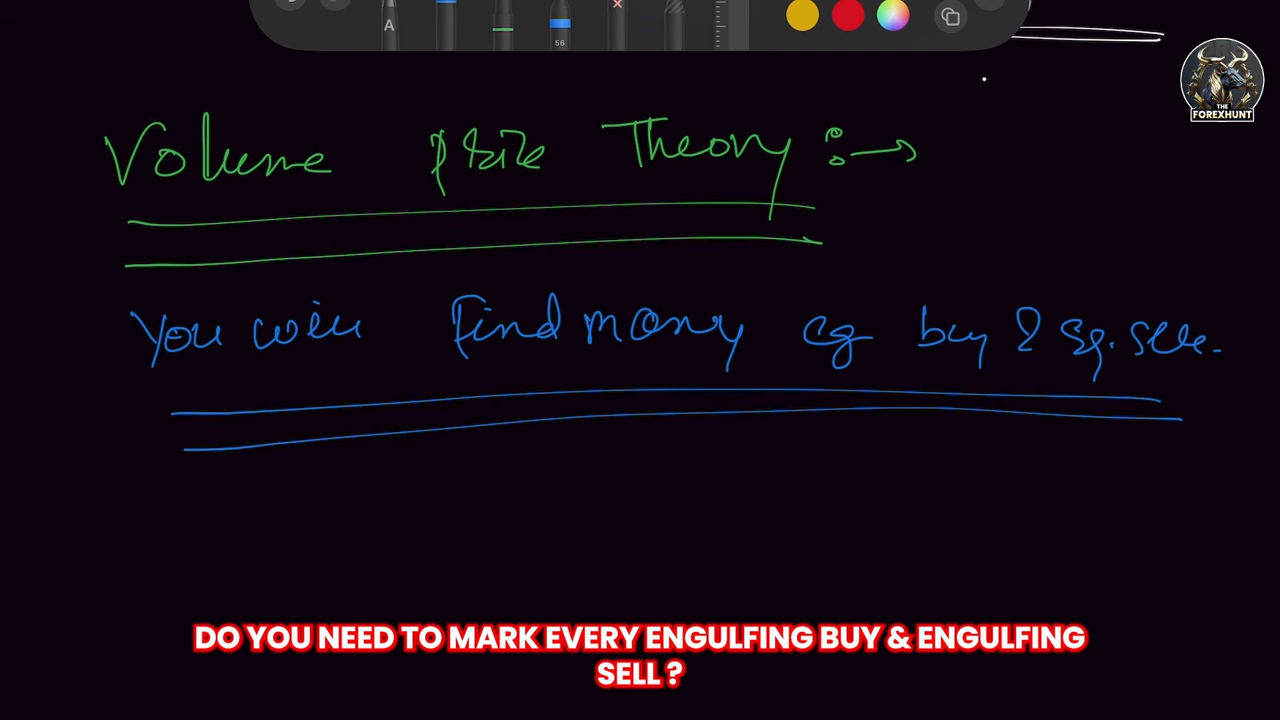 A
56
THE
FOREXHUNT
Volume Theory :→
You will Find many eg buy & eg. sell.
DO YOU NEED TO MARK EVERY ENGULFING BUY & ENGULFING
SELL ?